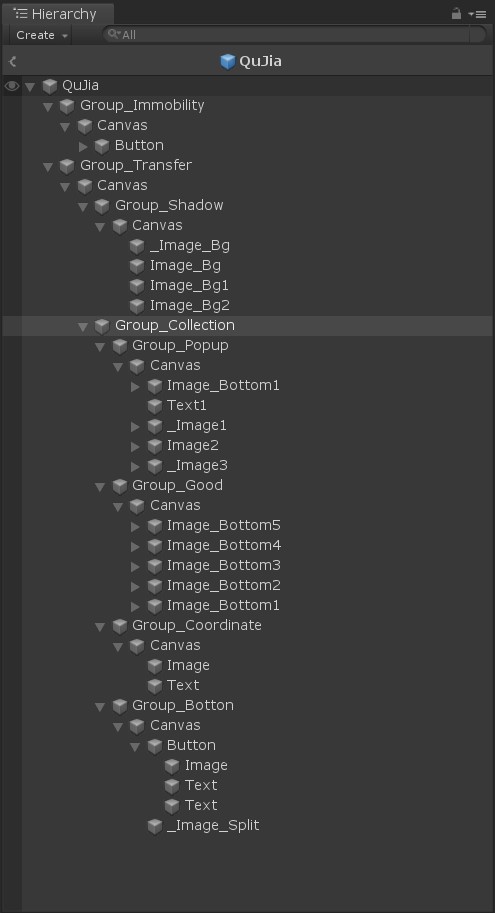 Hierarchy
Create
All
QuJia
QuJia
Group_Immobility
Canvas
Button
Group_Transfer
Canvas
Group_Shadow
Canvas
_Image_Bg
Image_Bg
Image_Bg1
Image_Bg2
Group_Collection
Group_Popup
Canvas
Image_Bottom1
Text1
_Image1
Image2
_Image3
Group_Good
Canvas
Image_Bottom5
Image_Bottom4
Image_Bottom3
Image_Bottom2
Image_Bottom1
Group_Coordinate
Canvas
Image
Text
Group_Botton
Canvas
Button
Image
Text
Text
_Image_Split